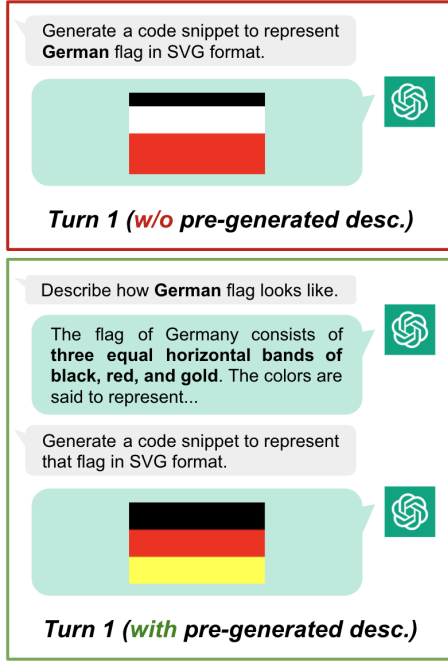 Generate a code snippet to represent
German flag in SVG format.
Turn 1 (w/o pre-generated desc.)
Describe how German flag looks like.
The flag of Germany consists of
three equal horizontal bands of
black, red, and gold. The colors are
said to represent...
Generate a code snippet to represent
that flag in SVG format.
Turn 1 (with pre-generated desc.)